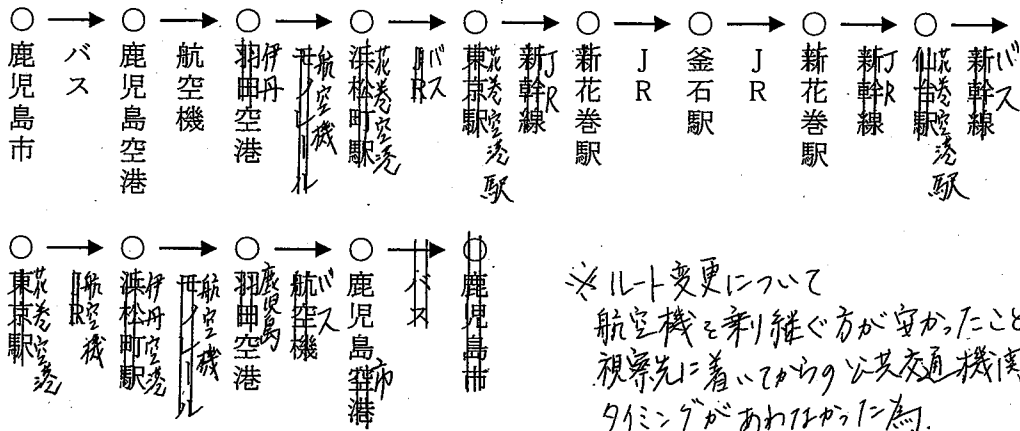 ○→○→○→○→○→○→○→○→○→
鹿児島市 バス 鹿児島空港 航空機 羽田空港 モノレール 浜松町駅 JR 東京駅 新幹線 新花巻駅 JR 釜石駅 JR 新花巻駅 新幹線 仙台駅 新幹線
伊丹 航空機 花巻空港 バス 花巻空港駅 JR JR 花巻空港駅 バス
○→○→○→○→○
東京駅 JR 浜松町駅 モノレール 羽田空港 航空機 鹿児島空港 バス 鹿児島市
花巻空港 航空機 伊丹空港 航空機 鹿児島 バス 市
※ルート変更について
航空機を乗り継ぐ方が安かったこと
視察先に着いてからの公共交通機関
タイミングがあわなかった為。